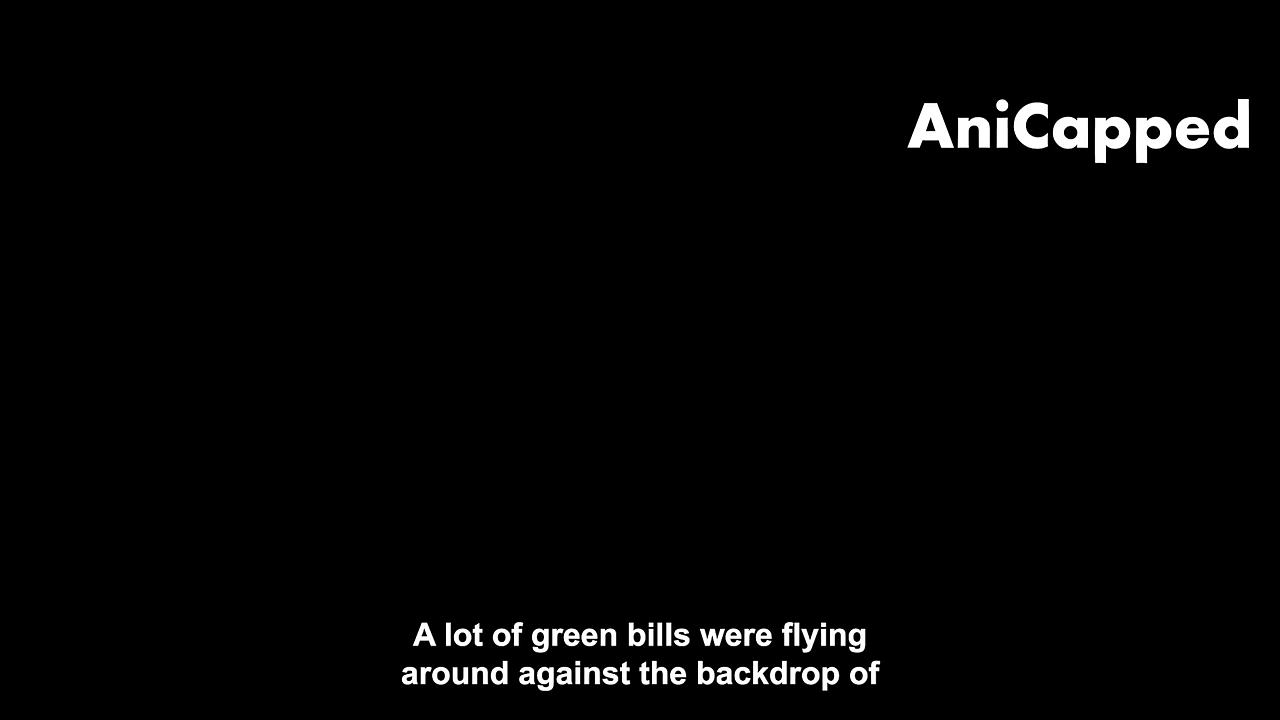 AniCapped
A lot of green bills were flying
around against the backdrop of